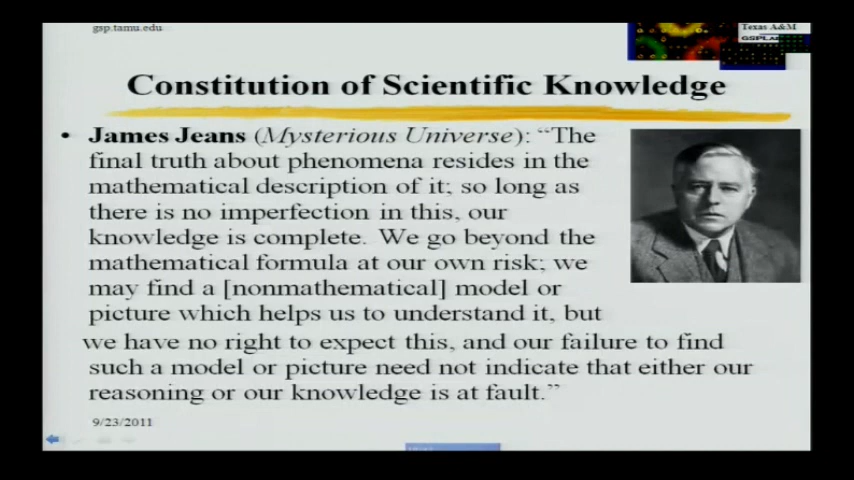 gsp.tamu.edu
Texas A&M
Constitution of Scientific Knowledge
• James Jeans (Mysterious Universe): “The
final truth about phenomena resides in the
mathematical description of it; so long as
there is no imperfection in this, our
knowledge is complete. We go beyond the
mathematical formula at our own risk; we
may find a [nonmathematical] model or
picture which helps us to understand it, but
we have no right to expect this, and our failure to find
such a model or picture need not indicate that either our
reasoning or our knowledge is at fault.”
9/23/2011